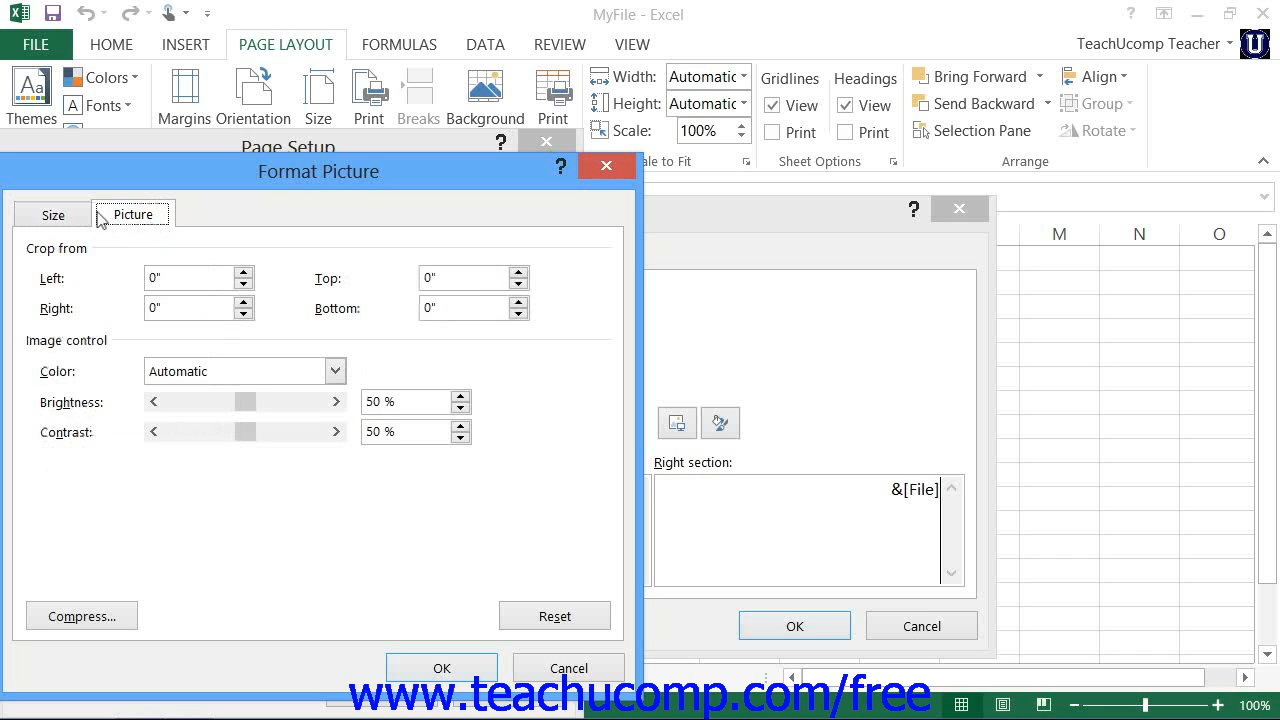 MyFile - Excel
FILE HOME INSERT PAGE LAYOUT FORMULAS DATA REVIEW VIEW TeachUcomp Teacher U
Colors Width: Automatic Gridlines Headings Bring Forward Align
A Fonts Height: Automatic View View Send Backward Group
Themes Margins Orientation Size Print Breaks Background Print Scale: 100% Print Print Selection Pane Rotate
le to Fit Sheet Options Arrange
Page Setup ?
Format Picture ?
Size Picture
?
M N O
Crop from
Left: 0" Top: 0"
Right: 0" Bottom: 0"
Image control
Color: Automatic
Brightness: 50 %
Contrast: 50 %
Right section:
&[File]
Compress... Reset
OK Cancel
OK Cancel
www.teachucomp.com/free
100%